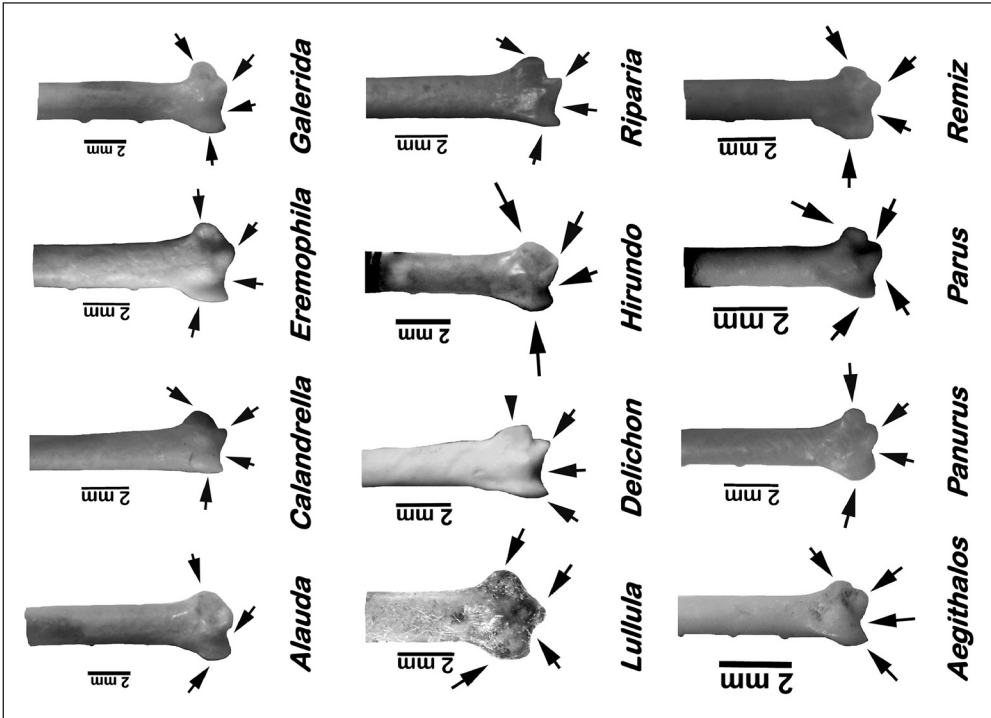 2 mm
2 mm
2 mm
2 mm
Alauda Calandrella Eremophila Galerida
2 mm
2 mm
2 mm
2 mm
Lullula Delichon Hirundo Riparia
2 mm
2 mm
2 mm
2 mm
Aegithalos Panurus Parus Remiz